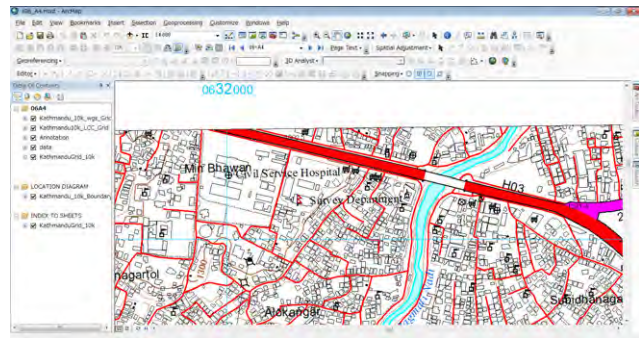 i06_A4.mxd - ArcMap
File Edit View Bookmarks Insert Selection Geoprocessing Customize Windows Help
Page Text
Spatial Adjustment
Georeferencing
3D Analyst
Editor
Snapping
Table Of Contents
06A4
Kathmandu_10k_wgs_Grid
Kathmandu10k_LCC_Grid
Annotation
data
KathmanduGrid_10k
LOCATION DIAGRAM
Kathmandu_10k_Boundary
INDEX TO SHEETS
KathmanduGrid_10k
0632000
Min Bhawan
Civil Service Hospital
Survey Department
H03
nagartol
Alokanagar
Subidhanaga